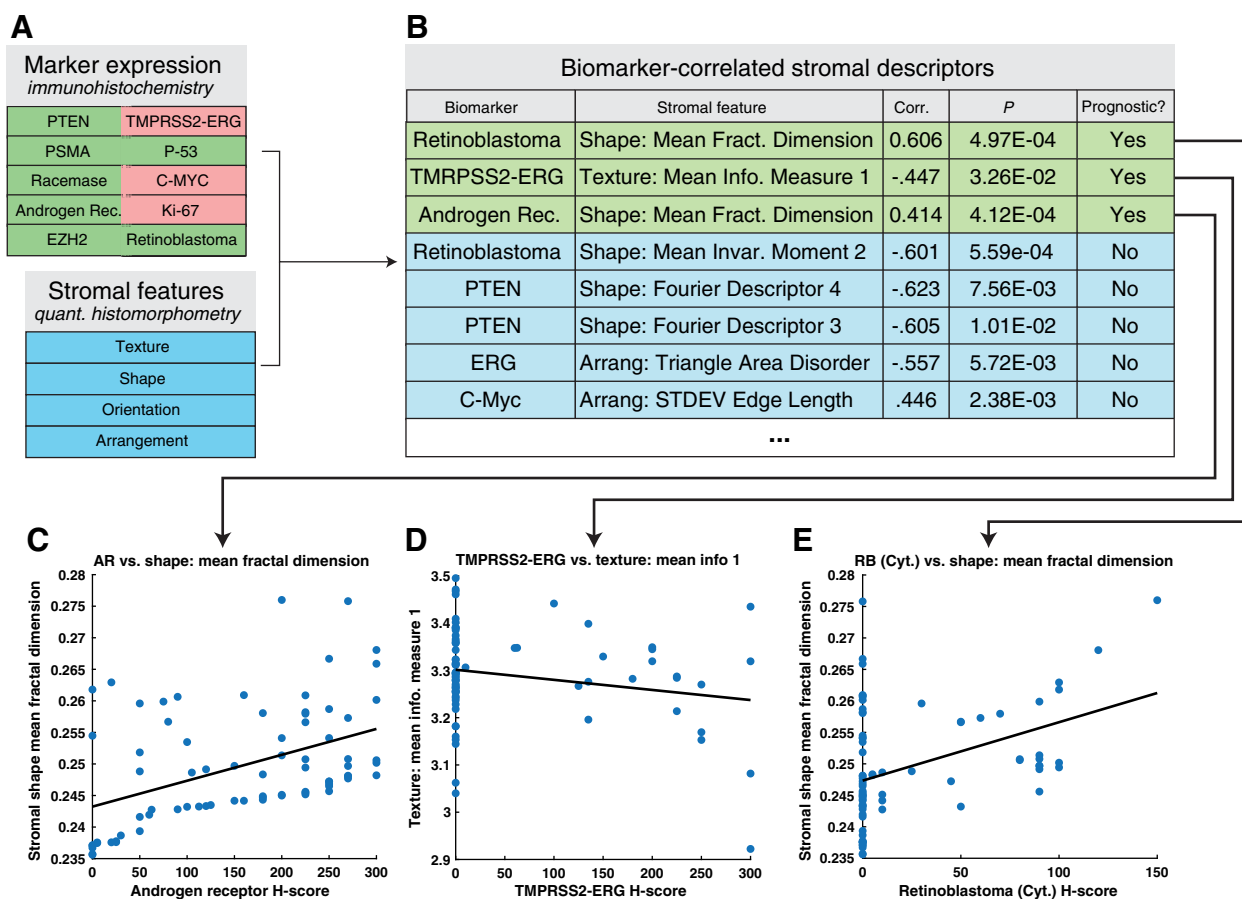 A
Marker expression
immunohistochemistry
PTEN TMPRSS2-ERG
PSMA P-53
Racemase C-MYC
Androgen Rec. Ki-67
EZH2 Retinoblastoma
Stromal features
quant. histomorphometry
Texture
Shape
Orientation
Arrangement
B
Biomarker-correlated stromal descriptors
Biomarker Stromal feature Corr. P Prognostic?
Retinoblastoma Shape: Mean Fract. Dimension 0.606 4.97E-04 Yes
TMRPSS2-ERG Texture: Mean Info. Measure 1 -.447 3.26E-02 Yes
Androgen Rec. Shape: Mean Fract. Dimension 0.414 4.12E-04 Yes
Retinoblastoma Shape: Mean Invar. Moment 2 -.601 5.59e-04 No
PTEN Shape: Fourier Descriptor 4 -.623 7.56E-03 No
PTEN Shape: Fourier Descriptor 3 -.605 1.01E-02 No
ERG Arrang: Triangle Area Disorder -.557 5.72E-03 No
C-Myc Arrang: STDEV Edge Length .446 2.38E-03 No
...
C
AR vs. shape: mean fractal dimension
Stromal shape mean fractal dimension
0.28
0.275
0.27
0.265
0.26
0.255
0.25
0.245
0.24
0.235
0 50 100 150 200 250 300
Androgen receptor H-score
D
TMPRSS2-ERG vs. texture: mean info 1
Texture: mean info. measure 1
3.5
3.4
3.3
3.2
3.1
3
2.9
0 50 100 150 200 250 300
TMPRSS2-ERG H-score
E
RB (Cyt.) vs. shape: mean fractal dimension
Stromal shape mean fractal dimension
0.28
0.275
0.27
0.265
0.26
0.255
0.25
0.245
0.24
0.235
0 50 100 150
Retinoblastoma (Cyt.) H-score